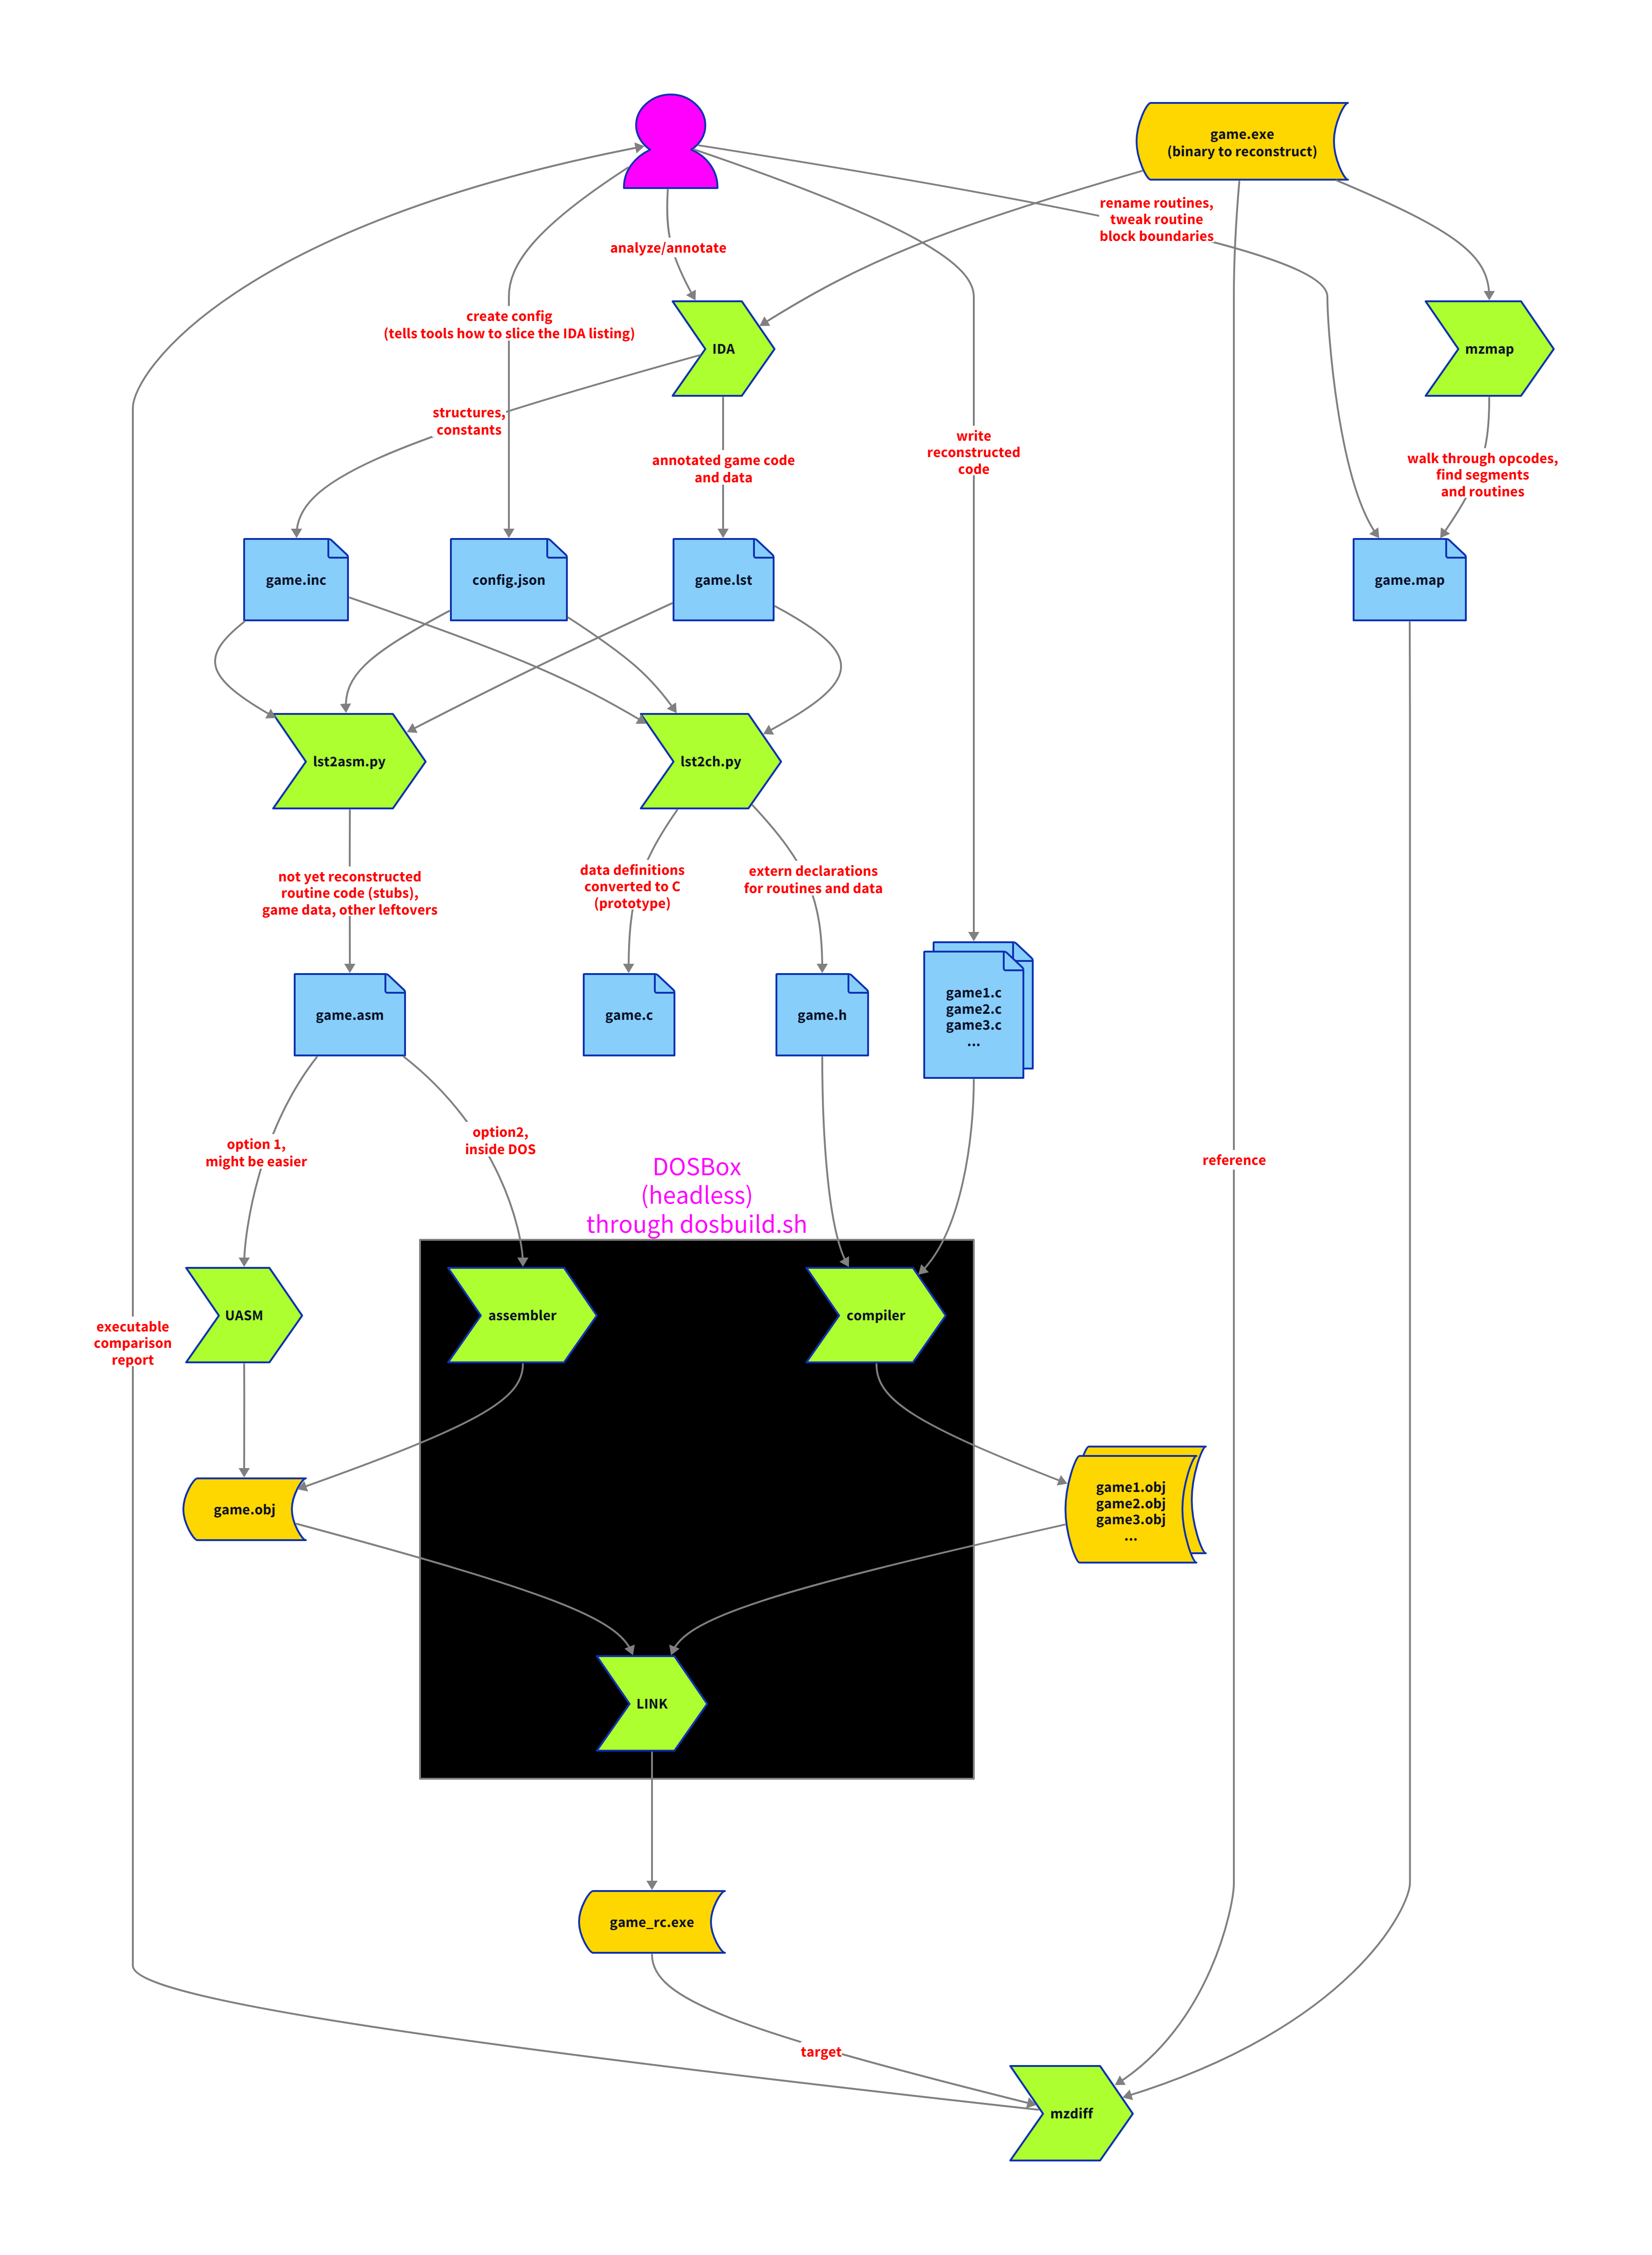 game.exe
(binary to reconstruct)
rename routines,
tweak routine
block boundaries
analyze/annotate
create config
(tells tools how to slice the IDA listing)
IDA
mzmap
structures,
constants
annotated game code
and data
write
reconstructed
code
walk through opcodes,
find segments
and routines
game.inc
config.json
game.lst
game.map
lst2asm.py
lst2ch.py
not yet reconstructed
routine code (stubs),
game data, other leftovers
data definitions
converted to C
(prototype)
extern declarations
for routines and data
game.asm
game.c
game.h
game1.c
game2.c
game3.c
...
option 1,
might be easier
option2,
inside DOS
reference
DOSBox
(headless)
through dosbuild.sh
executable
comparison
report
UASM
assembler
compiler
game.obj
game1.obj
game2.obj
game3.obj
...
LINK
game_rc.exe
target
mzdiff